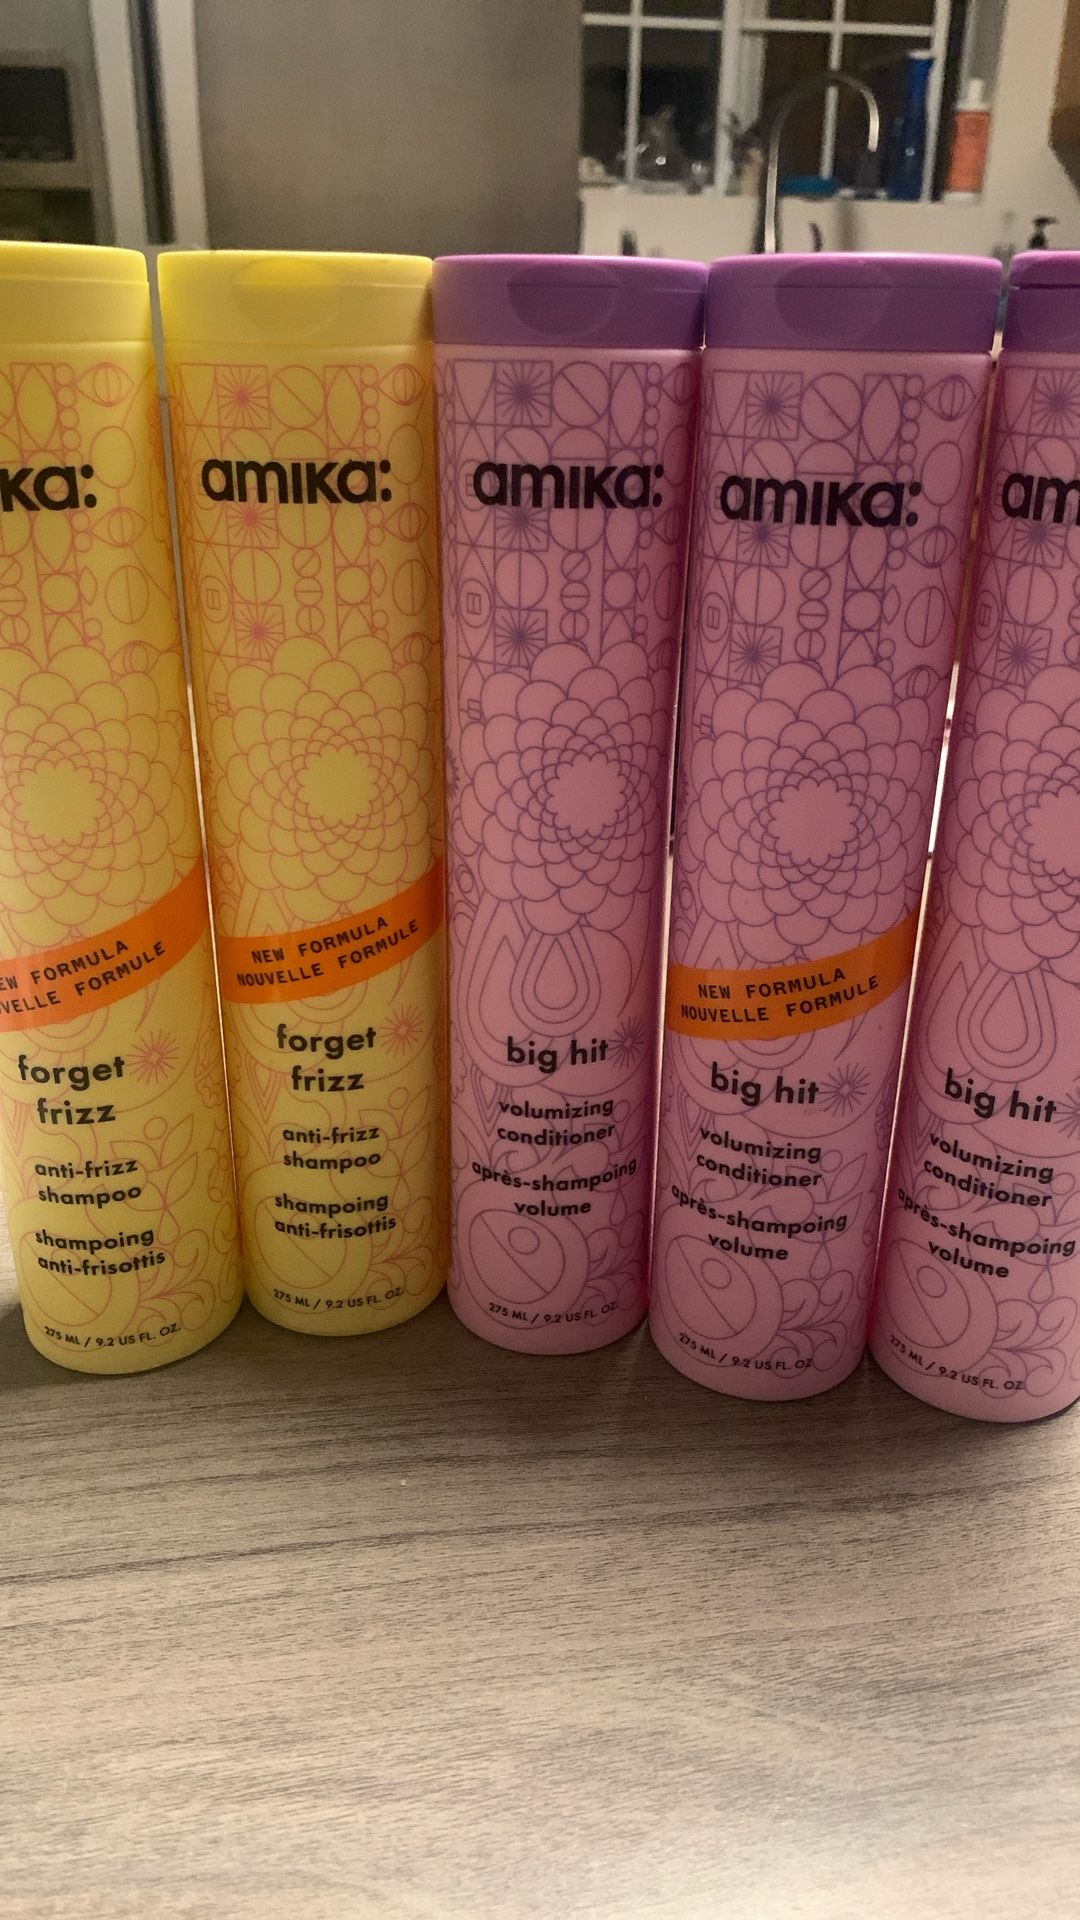 ka:
NEW FORMULA
NOUVELLE FORMULE
forget
frizz
anti-frizz
shampoo
shampoing
anti-frisottis
275 ML / 9.2 US FL. OZ.
amika:
NEW FORMULA
NOUVELLE FORMULE
forget
frizz
anti-frizz
shampoo
shampoing
anti-frisottis
275 ML / 9.2 US FL. OZ.
amika:
big hit
volumizing
conditioner
après-shampoing
volume
275 ML / 9.2 US FL. OZ.
amika:
NEW FORMULA
NOUVELLE FORMULE
big hit
volumizing
conditioner
après-shampoing
volume
275 ML / 9.2 US FL. OZ
am
big hit
volumizing
conditioner
après-shampoing
volume
275 ML / 9.2 US FL. OZ.